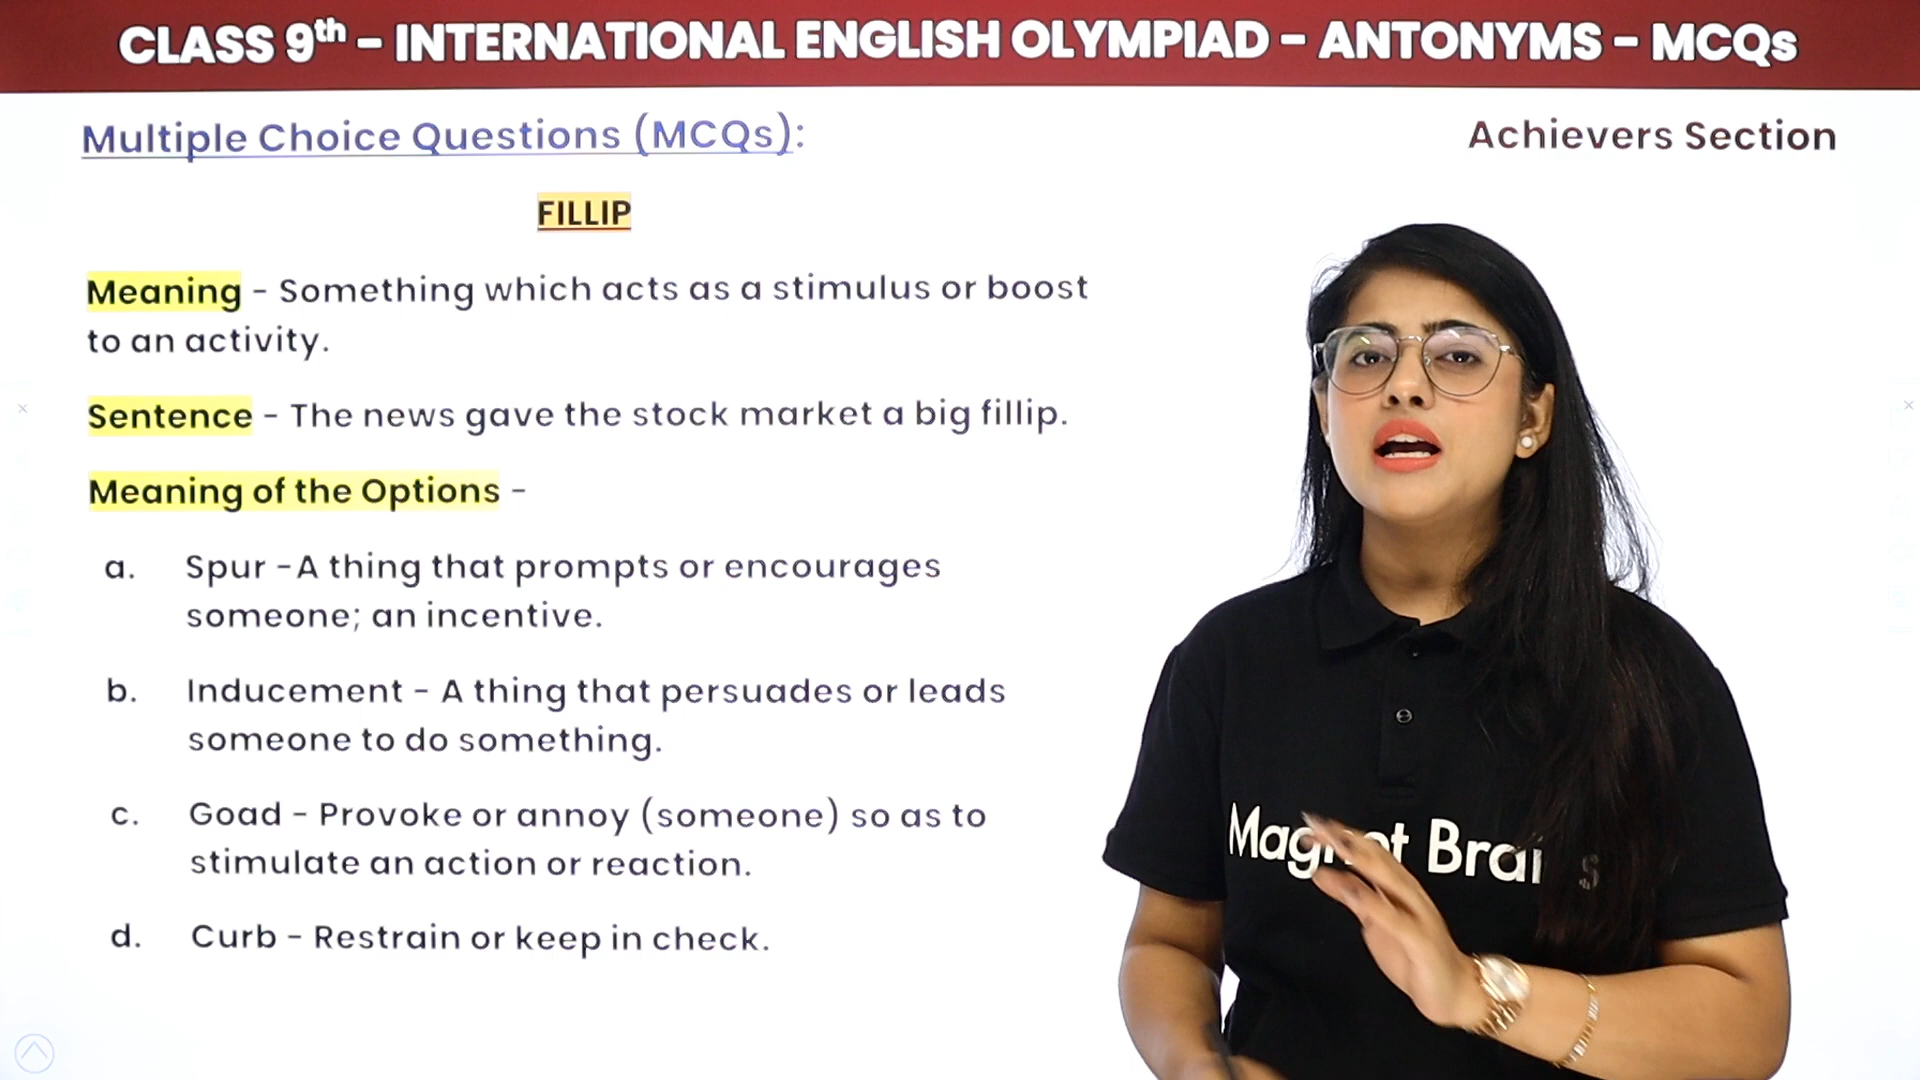 CLASS 9th - INTERNATIONAL ENGLISH OLYMPIAD - ANTONYMS - MCQs
Multiple Choice Questions (MCQs):
Achievers Section
FILLIP
Meaning - Something which acts as a stimulus or boost
to an activity.
Sentence - The news gave the stock market a big fillip.
Meaning of the Options -
a. Spur -A thing that prompts or encourages
someone; an incentive.
b. Inducement - A thing that persuades or leads
someone to do something.
c. Goad - Provoke or annoy (someone) so as to
stimulate an action or reaction.
d. Curb - Restrain or keep in check.